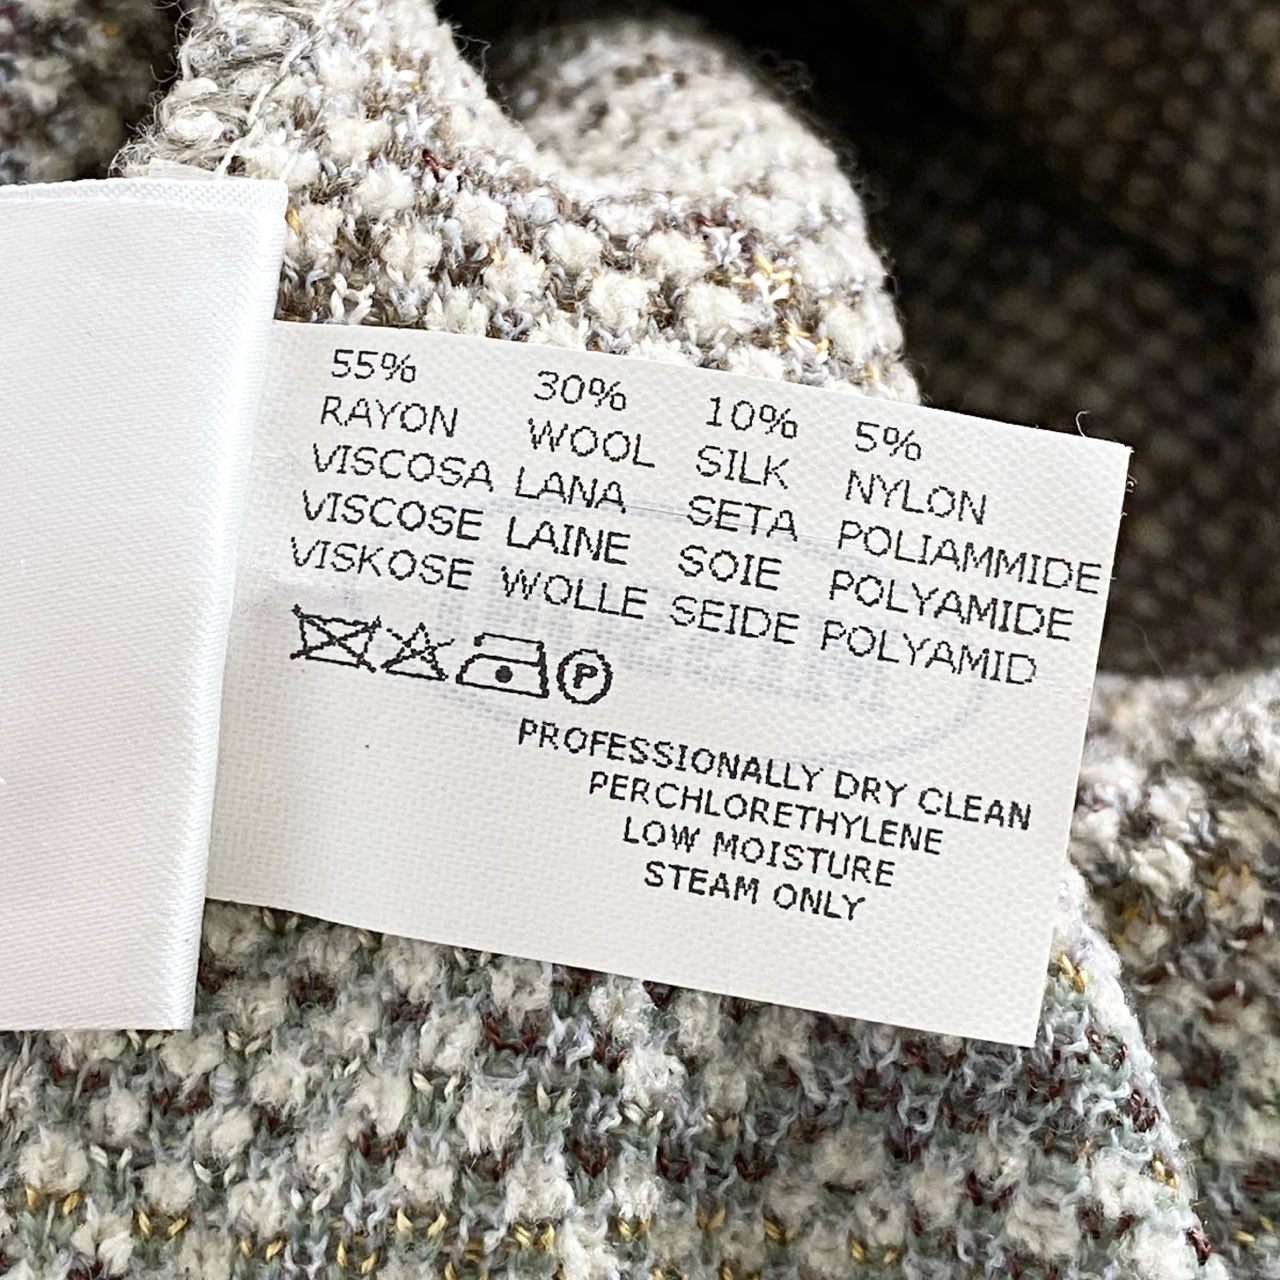 55% 30% 10% 5%
RAYON WOOL SILK NYLON
VISCOSA LANA SETA POLIAMMIDE
VISCOSE LAINE SOIE POLYAMIDE
VISKOSE WOLLE SEIDE POLYAMID
P
PROFESSIONALLY DRY CLEAN
PERCHLORETHYLENE
LOW MOISTURE
STEAM ONLY